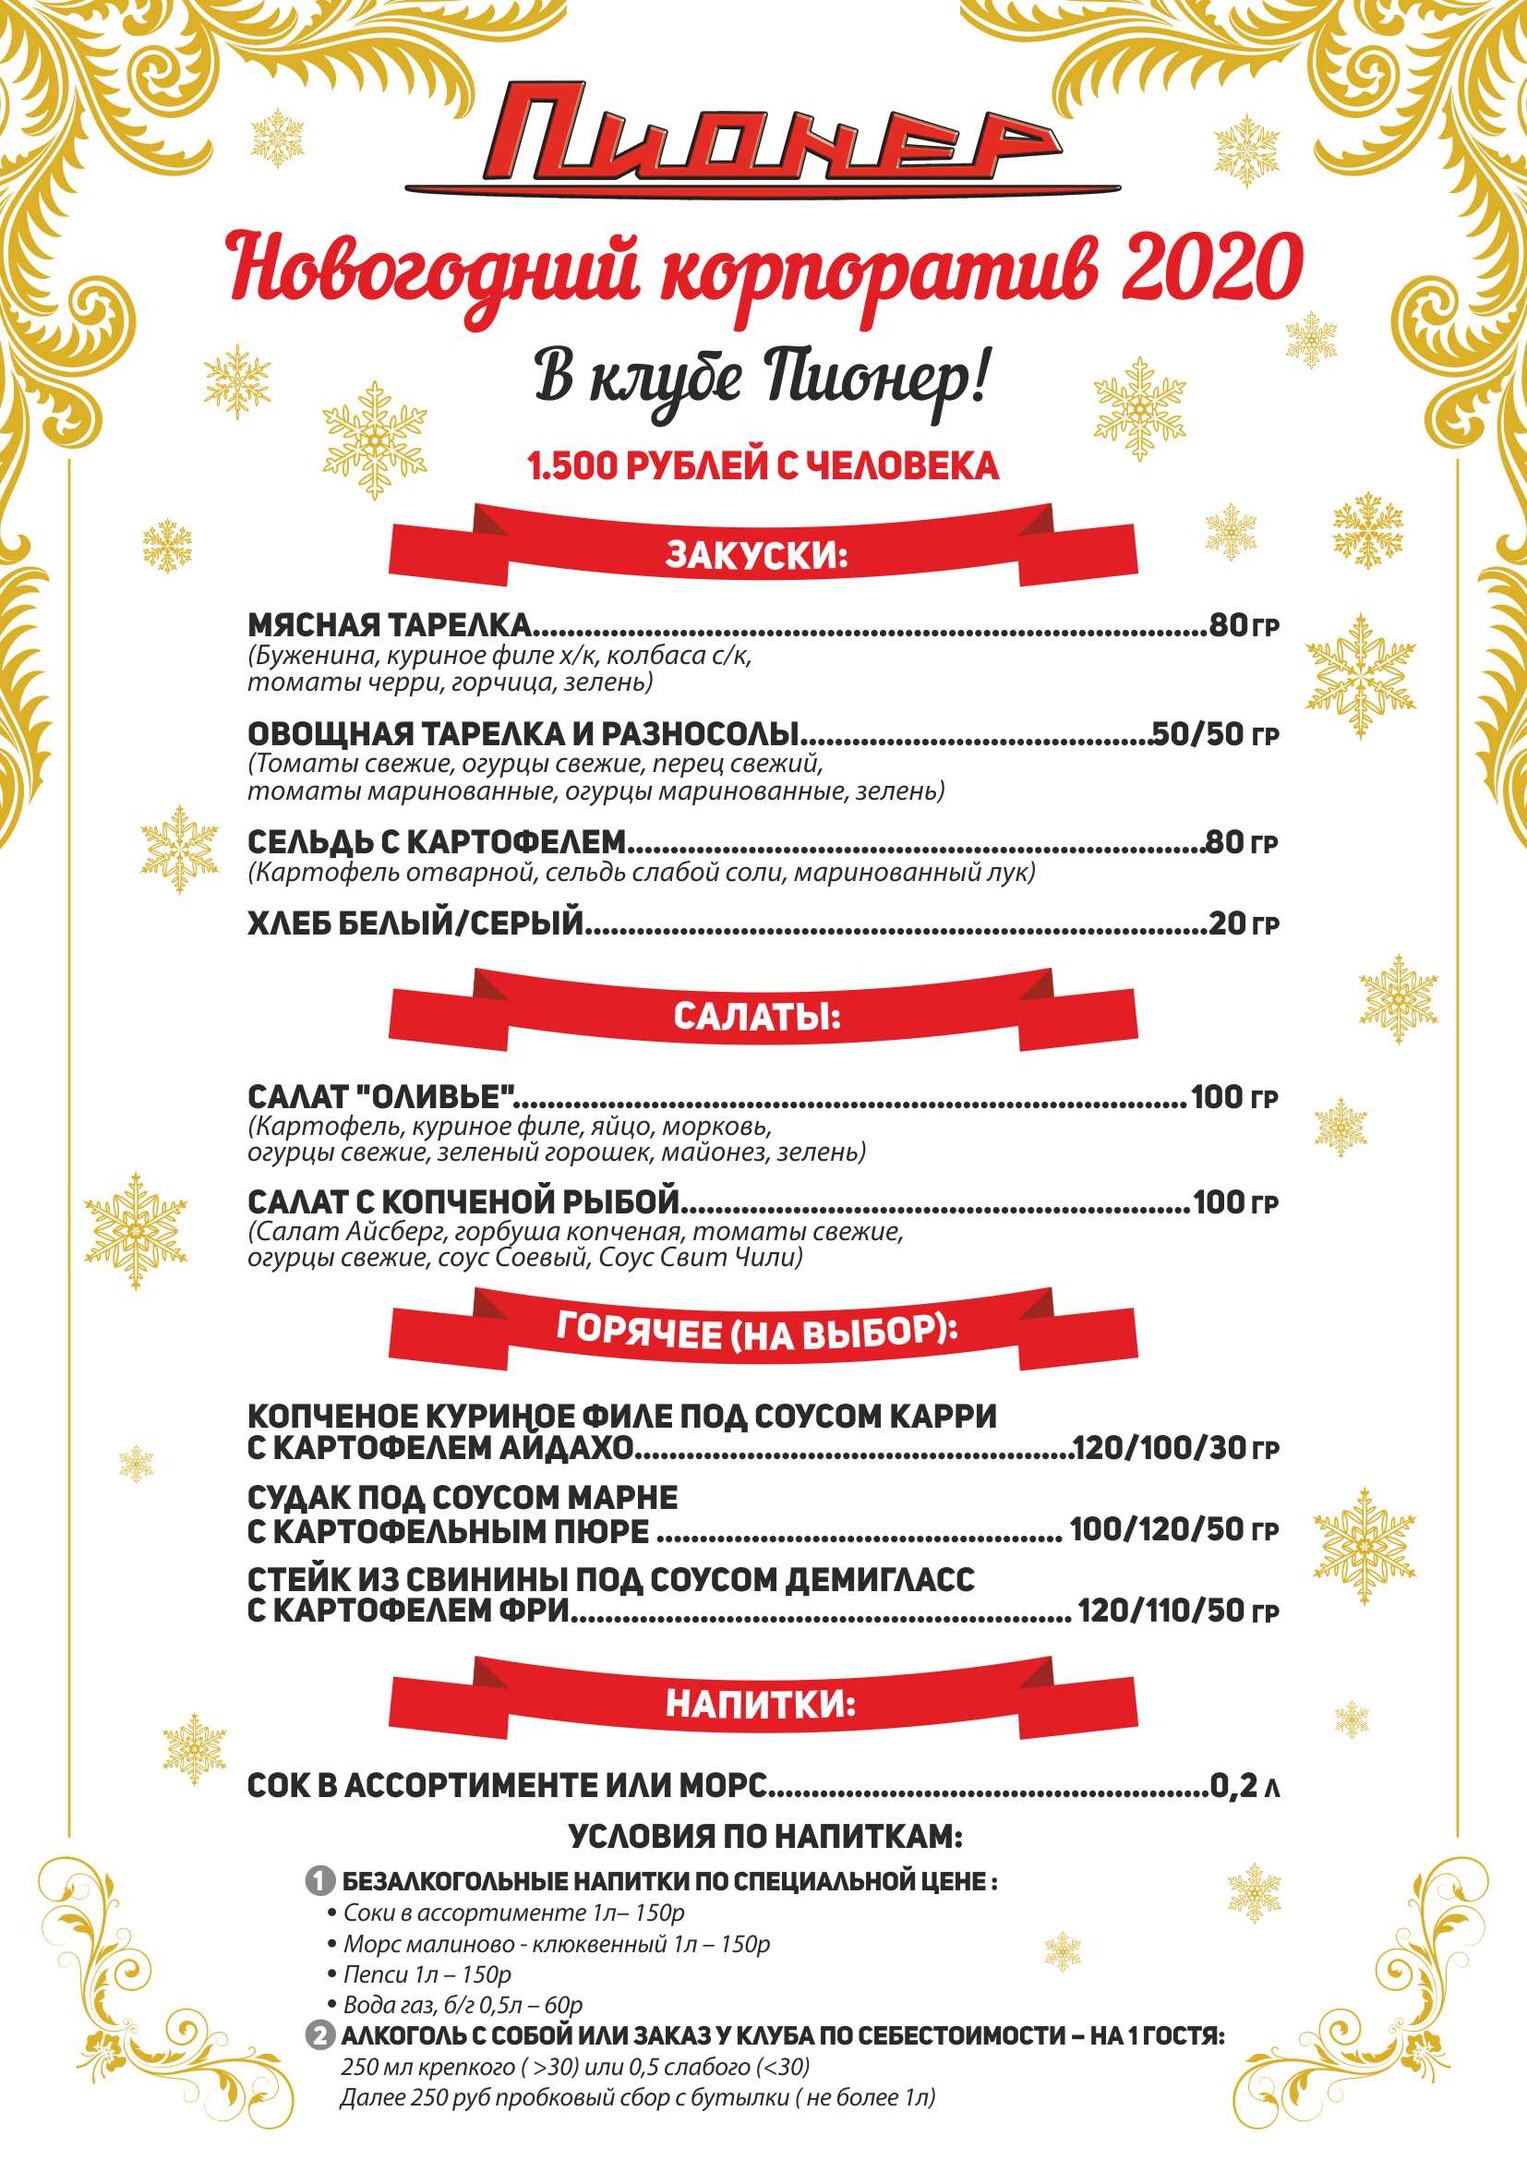 Пионер
Новогодний корпоратив 2020
В клубе Пионер!
1.500 РУБЛЕЙ С ЧЕЛОВЕКА
ЗАКУСКИ:
МЯСНАЯ ТАРЕЛКА...............................................................................80 ГР
(Буженина, куриное филе х/к, колбаса с/к,
томаты черри, горчица, зелень)
ОВОЩНАЯ ТАРЕЛКА И РАЗНОСОЛЫ.........................................50/50 ГР
(Томаты свежие, огурцы свежие, перец свежий,
томаты маринованные, огурцы маринованные, зелень)
СЕЛЬДЬ С КАРТОФЕЛЕМ....................................................................80 ГР
(Картофель отварной, сельдь слабой соли, маринованный лук)
ХЛЕБ БЕЛЫЙ/СЕРЫЙ.........................................................................20 ГР
САЛАТЫ:
САЛАТ "ОЛИВЬЕ"............................................................................... 100 ГР
(Картофель, куриное филе, яйцо, морковь,
огурцы свежие, зеленый горошек, майонез, зелень)
САЛАТ С КОПЧЕНОЙ РЫБОЙ............................................................ 100 ГР
(Салат Айсберг, горбуша копченая, томаты свежие,
огурцы свежие, соус Соевый, Соус Свит Чили)
ГОРЯЧЕЕ (НА ВЫБОР):
КОПЧЕНОЕ КУРИНОЕ ФИЛЕ ПОД СОУСОМ КАРРИ
С КАРТОФЕЛЕМ АЙДАХО...................................................120/100/30 ГР
СУДАК ПОД СОУСОМ МАРНЕ
С КАРТОФЕЛЬНЫМ ПЮРЕ ............................................... 100/120/50 ГР
СТЕЙК ИЗ СВИНИНЫ ПОД СОУСОМ ДЕМИГЛАСС
С КАРТОФЕЛЕМ ФРИ.......................................................... 120/110/50 ГР
НАПИТКИ:
СОК В АССОРТИМЕНТЕ ИЛИ МОРС...................................................0,2 Л
УСЛОВИЯ ПО НАПИТКАМ:
1 БЕЗАЛКОГОЛЬНЫЕ НАПИТКИ ПО СПЕЦИАЛЬНОЙ ЦЕНЕ :
• Соки в ассортименте 1л– 150р
• Морс малиново - клюквенный 1л – 150р
• Пепси 1л – 150р
• Вода газ, б/г 0,5л – 60р
2 АЛКОГОЛЬ С СОБОЙ ИЛИ ЗАКАЗ У КЛУБА ПО СЕБЕСТОИМОСТИ – НА 1 ГОСТЯ:
250 мл крепкого ( >30) или 0,5 слабого (<30)
Далее 250 руб пробковый сбор с бутылки ( не более 1л)